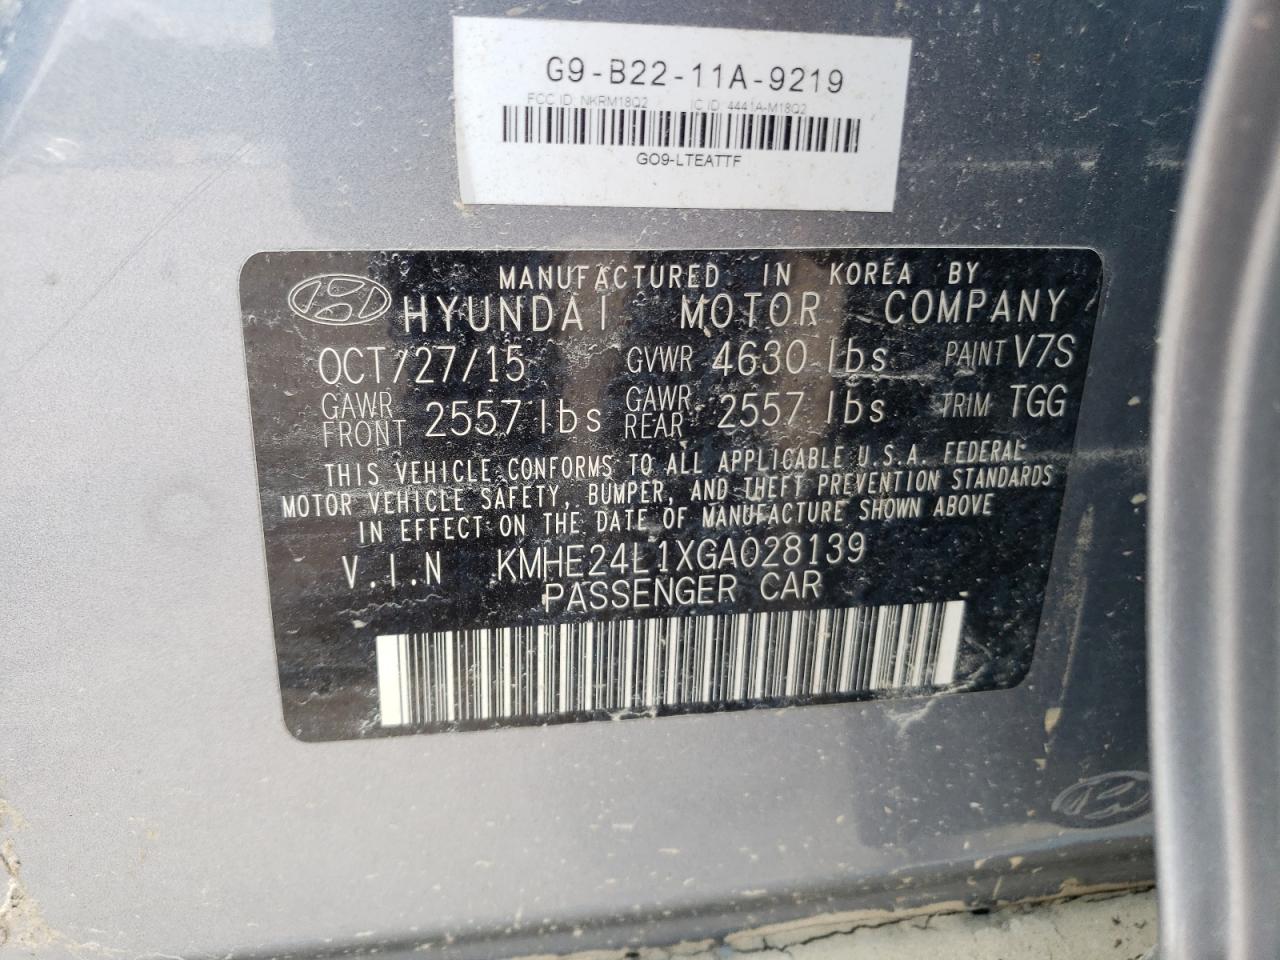 G9-B22-11A-9219
FCC ID: NKRM18Q2 IC ID: 4441A-M18Q2
GO9-LTEATTF
MANUFACTURED IN KOREA BY
HYUNDAI MOTOR COMPANY
OCT/27/15 GVWR 4630 lbs PAINT V7S
GAWR FRONT 2557 lbs GAWR REAR 2557 lbs TRIM TGG
THIS VEHICLE CONFORMS TO ALL APPLICABLE U.S.A. FEDERAL
MOTOR VEHICLE SAFETY, BUMPER, AND THEFT PREVENTION STANDARDS
IN EFFECT ON THE DATE OF MANUFACTURE SHOWN ABOVE
V.I.N KMHE24L1XGA028139
PASSENGER CAR